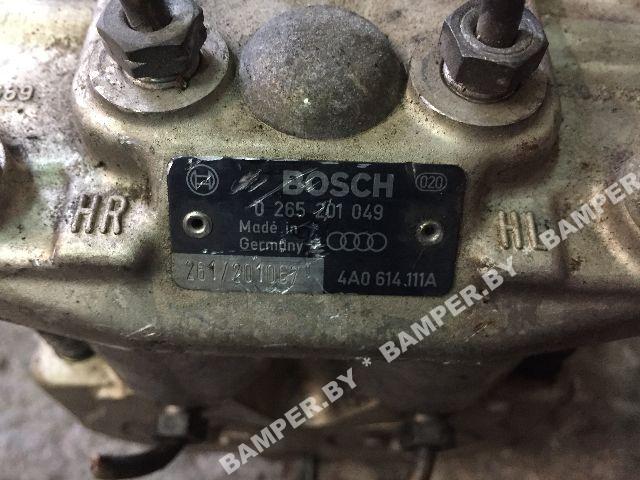 BOSCH 020
0 265 201 049
HR
Made in
Germany
HL
261/201057
4A0 614.111A
BAMPER.BY * BAMPER.BY * BAMPER.BY